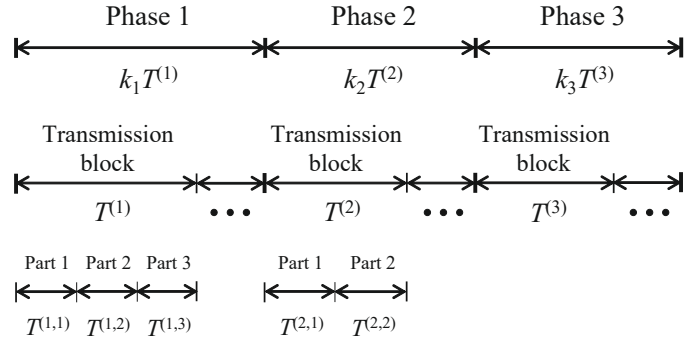 Phase 1 Phase 2 Phase 3
k₁T⁽¹⁾ k₂T⁽²⁾ k₃T⁽³⁾
Transmission block Transmission block Transmission block
T⁽¹⁾ ••• T⁽²⁾ ••• T⁽³⁾ •••
Part 1 Part 2 Part 3 Part 1 Part 2
T⁽¹,¹⁾ T⁽¹,²⁾ T⁽¹,³⁾ T⁽²,¹⁾ T⁽²,²⁾